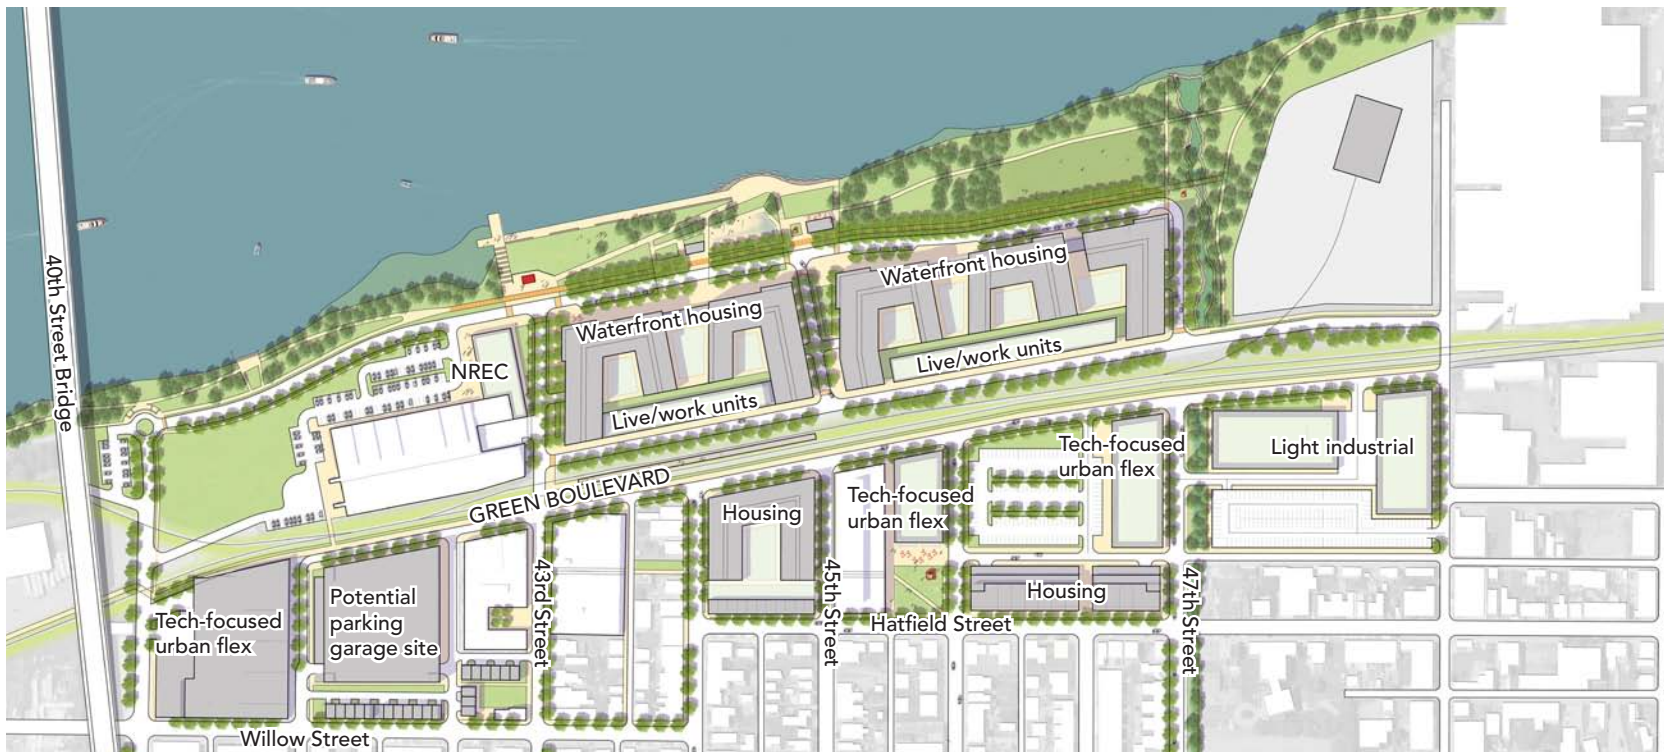 40th Street Bridge
Waterfront housing
Waterfront housing
NREC
Live/work units
Live/work units
GREEN BOULEVARD
Tech-focused
urban flex
Light industrial
Housing
Tech-focused
urban flex
43rd Street
45th Street
47th Street
Potential
parking
garage site
Tech-focused
urban flex
Housing
Hatfield Street
Willow Street